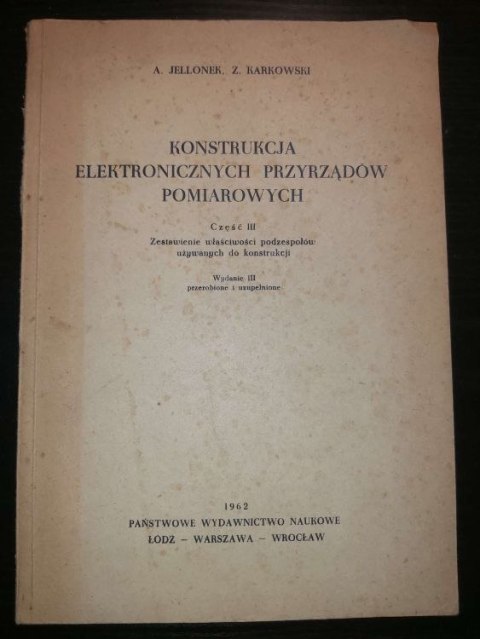 A. JELLONEK, Z. KARKOWSKI
KONSTRUKCJA
ELEKTRONICZNYCH PRZYRZĄDÓW
POMIAROWYCH
Część III
Zestawienie właściwości podzespołów
używanych do konstrukcji
Wydanie III
przerobione i uzupełnione
1962
PAŃSTWOWE WYDAWNICTWO NAUKOWE
ŁÓDŹ – WARSZAWA – WROCŁAW